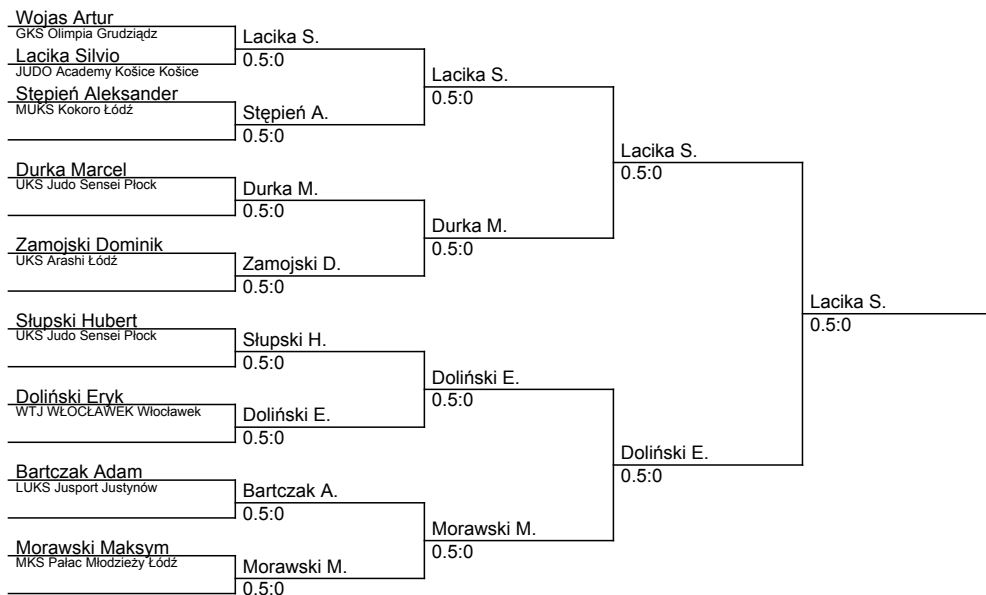 Wojas Artur
GKS Olimpia Grudziądz
Lacika Silvio
JUDO Academy Košice Košice
Stępień Aleksander
MUKS Kokoro Łódź
Durka Marcel
UKS Judo Sensei Płock
Zamojski Dominik
UKS Arashi Łódź
Słupski Hubert
UKS Judo Sensei Płock
Doliński Eryk
WTJ WŁOCŁAWEK Włocławek
Bartczak Adam
LUKS Jusport Justynów
Morawski Maksym
MKS Pałac Młodzieży Łódź
Lacika S.
0.5:0
Stępień A.
0.5:0
Durka M.
0.5:0
Zamojski D.
0.5:0
Słupski H.
0.5:0
Doliński E.
0.5:0
Bartczak A.
0.5:0
Morawski M.
0.5:0
Lacika S.
0.5:0
Durka M.
0.5:0
Doliński E.
0.5:0
Morawski M.
0.5:0
Lacika S.
0.5:0
Doliński E.
0.5:0
Lacika S.
0.5:0